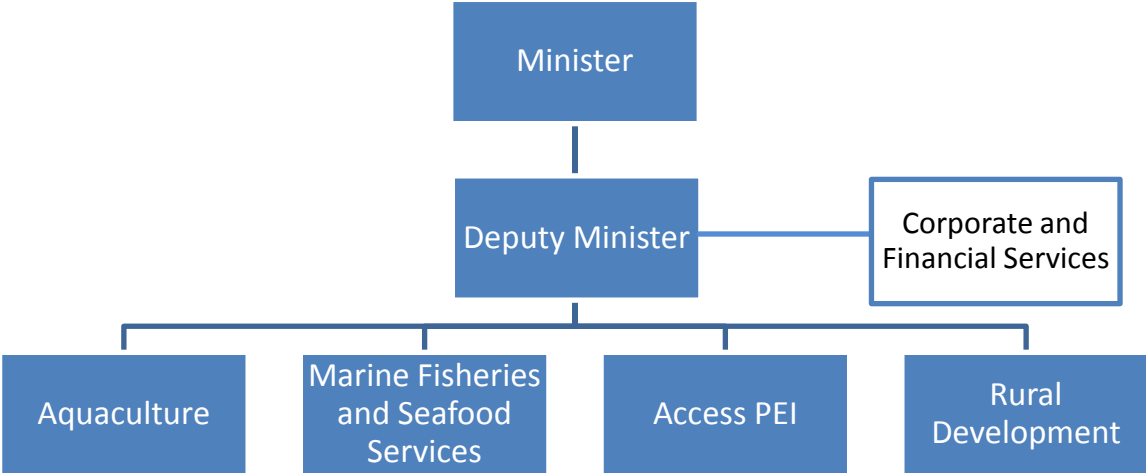 Minister
Deputy Minister
Corporate and
Financial Services
Aquaculture
Marine Fisheries
and Seafood
Services
Access PEI
Rural
Development